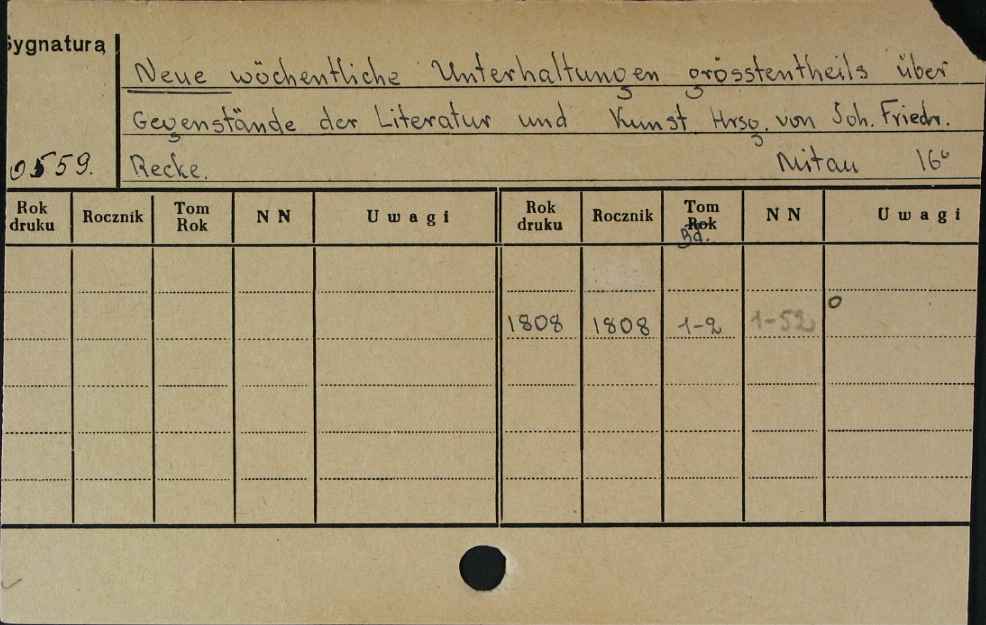 Sygnatura
Neue wöchentliche Unterhaltungen grösstentheils über
Gegenstände der Literatur und Kunst Hrsg. von Joh. Friedr.
0559. Recke. Mitau 16°
Rok druku Rocznik Tom Rok NN Uwagi Rok druku Rocznik Tom Rok Bd. NN Uwagi
1808 1808 1-2 1-52 o